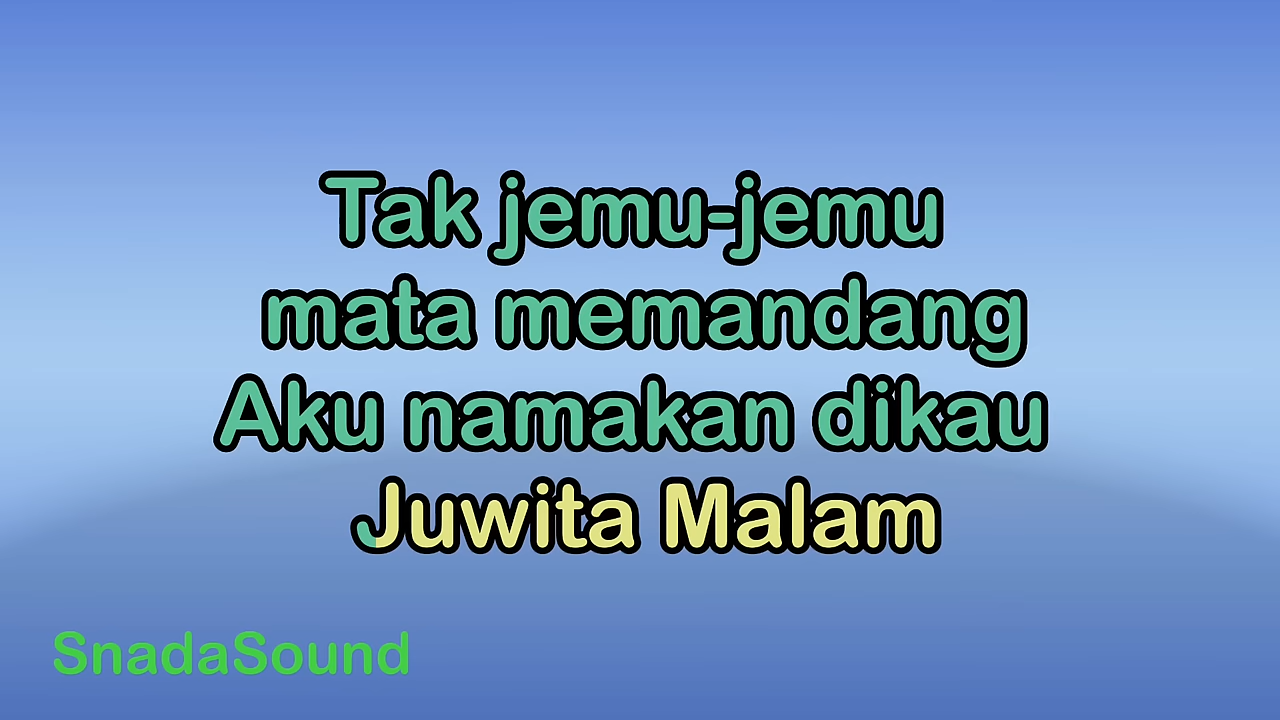 Tak jemu-jemu
mata memandang
Aku namakan dikau
Juwita Malam
SnadaSound